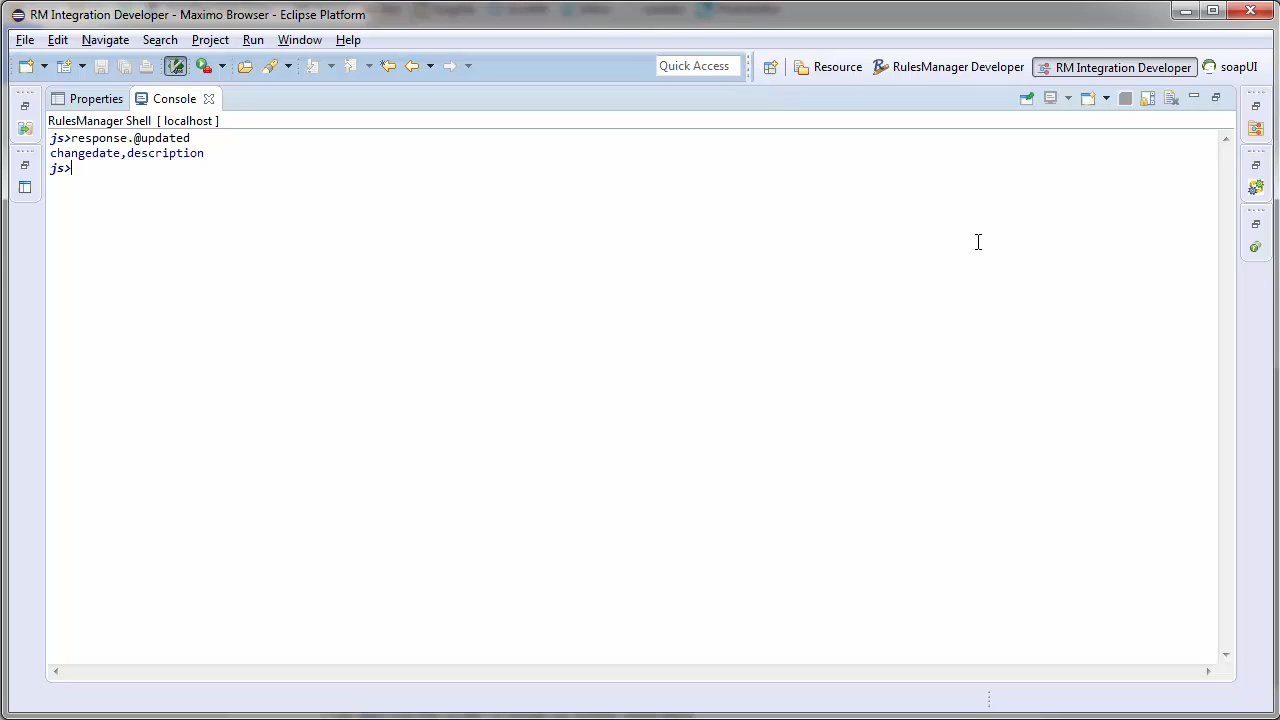 RM Integration Developer - Maximo Browser - Eclipse Platform
File Edit Navigate Search Project Run Window Help
Quick Access Resource RulesManager Developer RM Integration Developer soapUI
Properties Console
RulesManager Shell [ localhost ]
js>response.@updated
changedate,description
js>